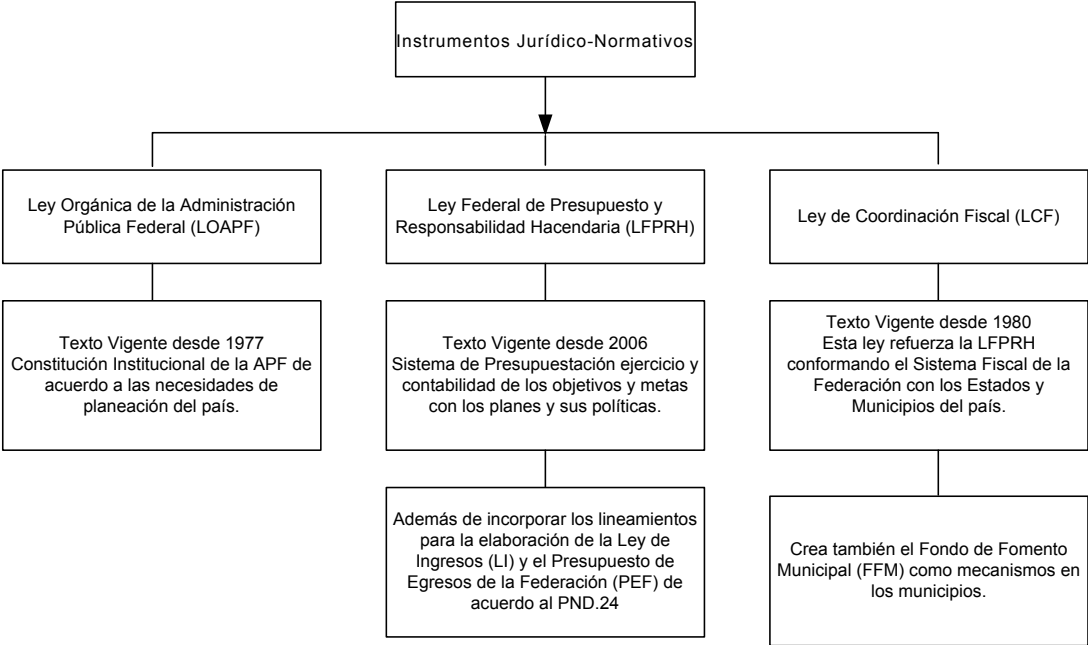 Instrumentos Jurídico-Normativos
Ley Orgánica de la Administración
Pública Federal (LOAPF)
Ley Federal de Presupuesto y
Responsabilidad Hacendaria (LFPRH)
Ley de Coordinación Fiscal (LCF)
Texto Vigente desde 1977
Constitución Institucional de la APF de
acuerdo a las necesidades de
planeación del país.
Texto Vigente desde 2006
Sistema de Presupuestación ejercicio y
contabilidad de los objetivos y metas
con los planes y sus políticas.
Texto Vigente desde 1980
Esta ley refuerza la LFPRH
conformando el Sistema Fiscal de la
Federación con los Estados y
Municipios del país.
Además de incorporar los lineamientos
para la elaboración de la Ley de
Ingresos (LI) y el Presupuesto de
Egresos de la Federación (PEF) de
acuerdo al PND.24
Crea también el Fondo de Fomento
Municipal (FFM) como mecanismos en
los municipios.